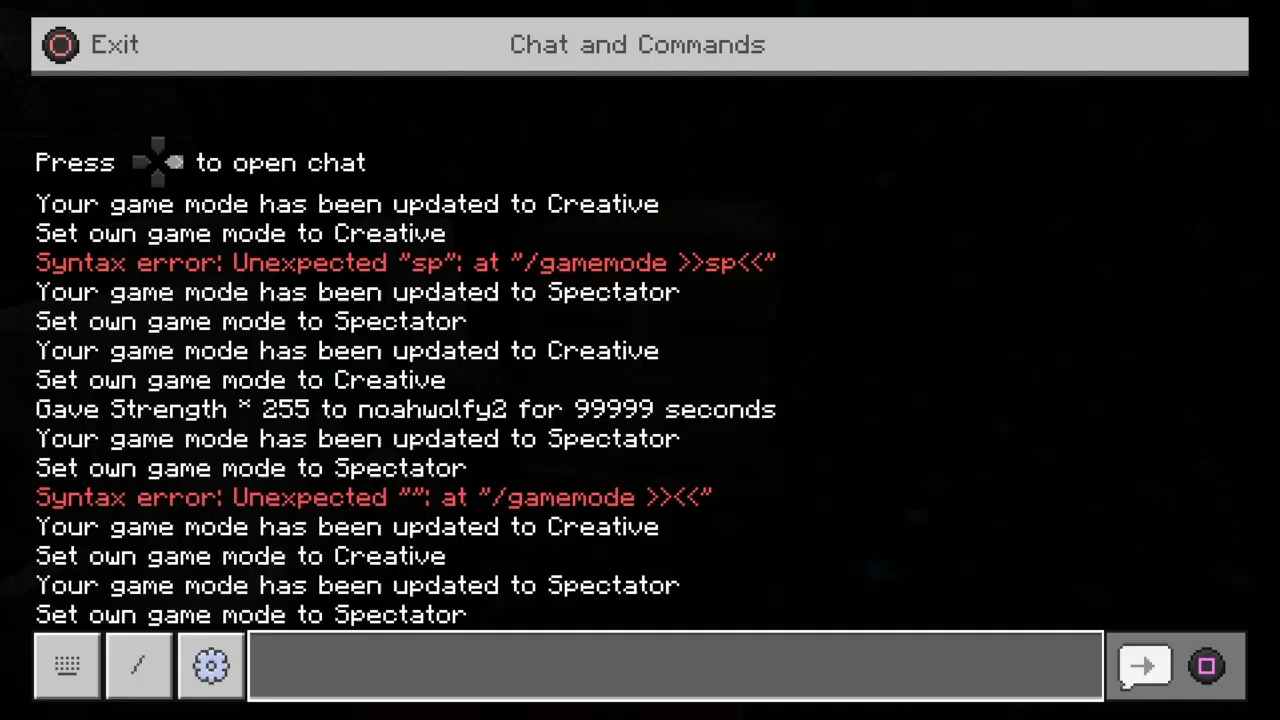 Exit
Chat and Commands
Press to open chat
Your game mode has been updated to Creative
Set own game mode to Creative
Syntax error: Unexpected "sp": at "/gamemode >>sp<<"
Your game mode has been updated to Spectator
Set own game mode to Spectator
Your game mode has been updated to Creative
Set own game mode to Creative
Gave Strength * 255 to noahwolfy2 for 99999 seconds
Your game mode has been updated to Spectator
Set own game mode to Spectator
Syntax error: Unexpected "": at "/gamemode >><<"
Your game mode has been updated to Creative
Set own game mode to Creative
Your game mode has been updated to Spectator
Set own game mode to Spectator
/